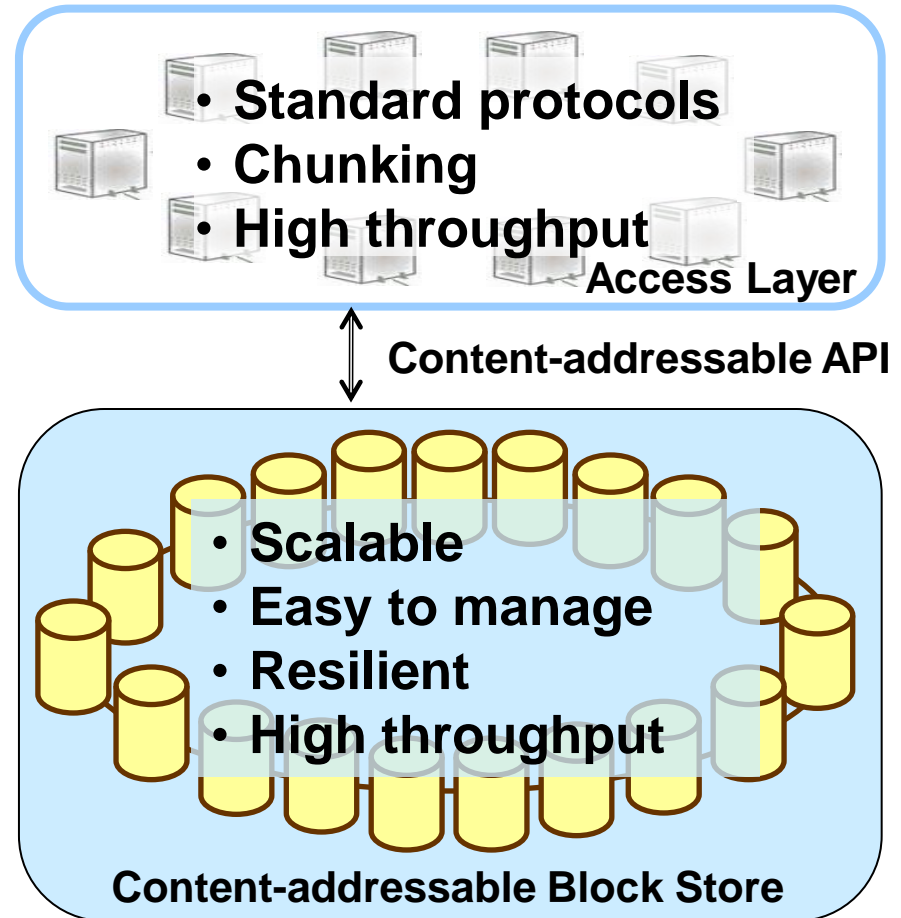 • Standard protocols
• Chunking
• High throughput
Access Layer
Content-addressable API
• Scalable
• Easy to manage
• Resilient
• High throughput
Content-addressable Block Store